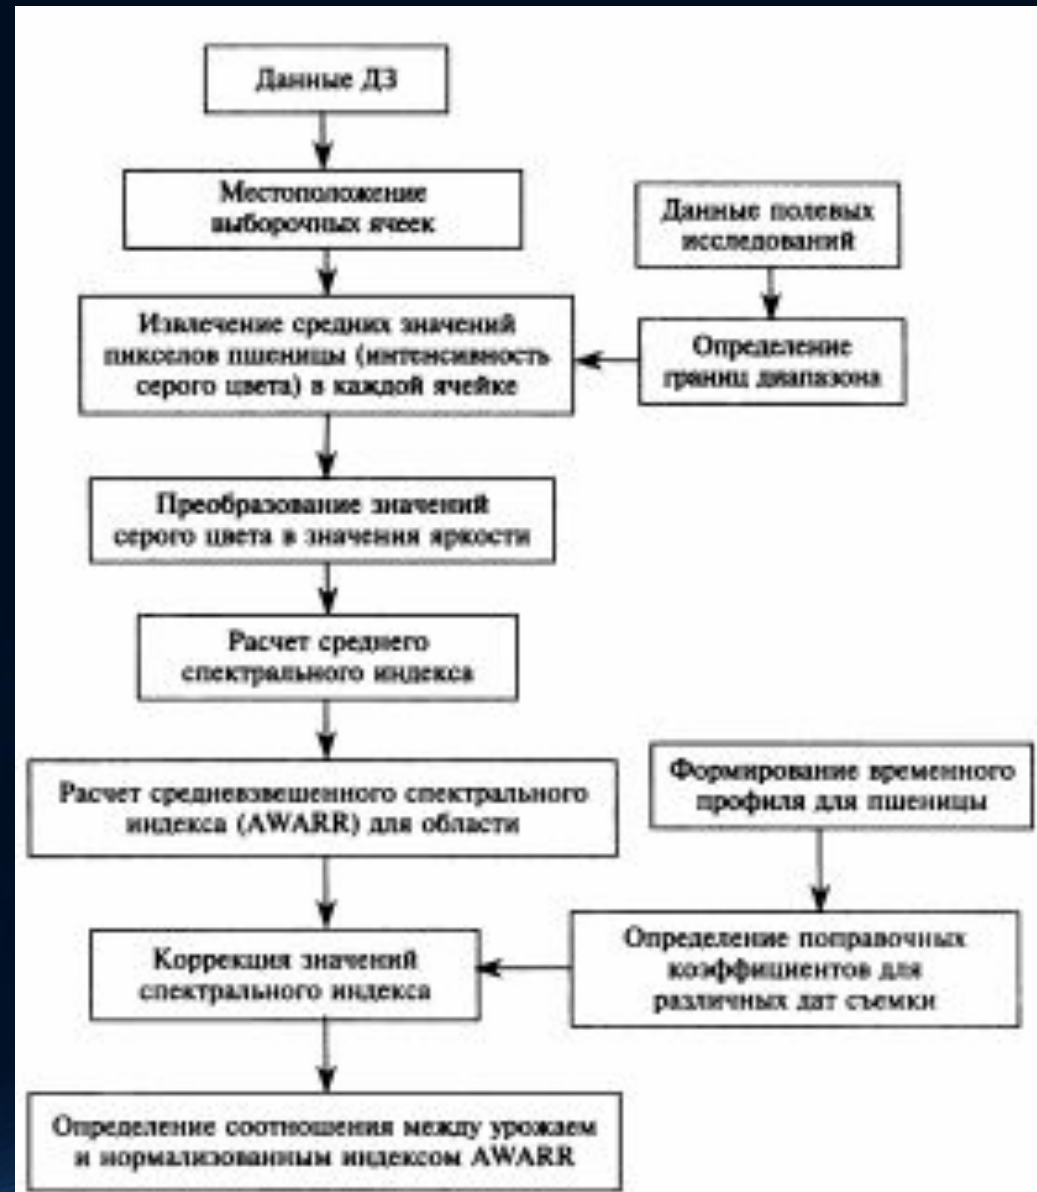 Данные ДЗ
Местоположение
выборочных ячеек
Данные полевых
исследований
Извлечение средних значений
пикселов пшеницы (интенсивность
серого цвета) в каждой ячейке
Определение
границ диапазона
Преобразование значений
серого цвета в значения яркости
Расчет среднего
спектрального индекса
Расчет средневзвешенного спектрального
индекса (AWARR) для области
Формирование временного
профиля для пшеницы
Коррекция значений
спектрального индекса
Определение поправочных
коэффициентов для
различных дат съемки
Определение соотношения между урожаем
и нормализованным индексом AWARR